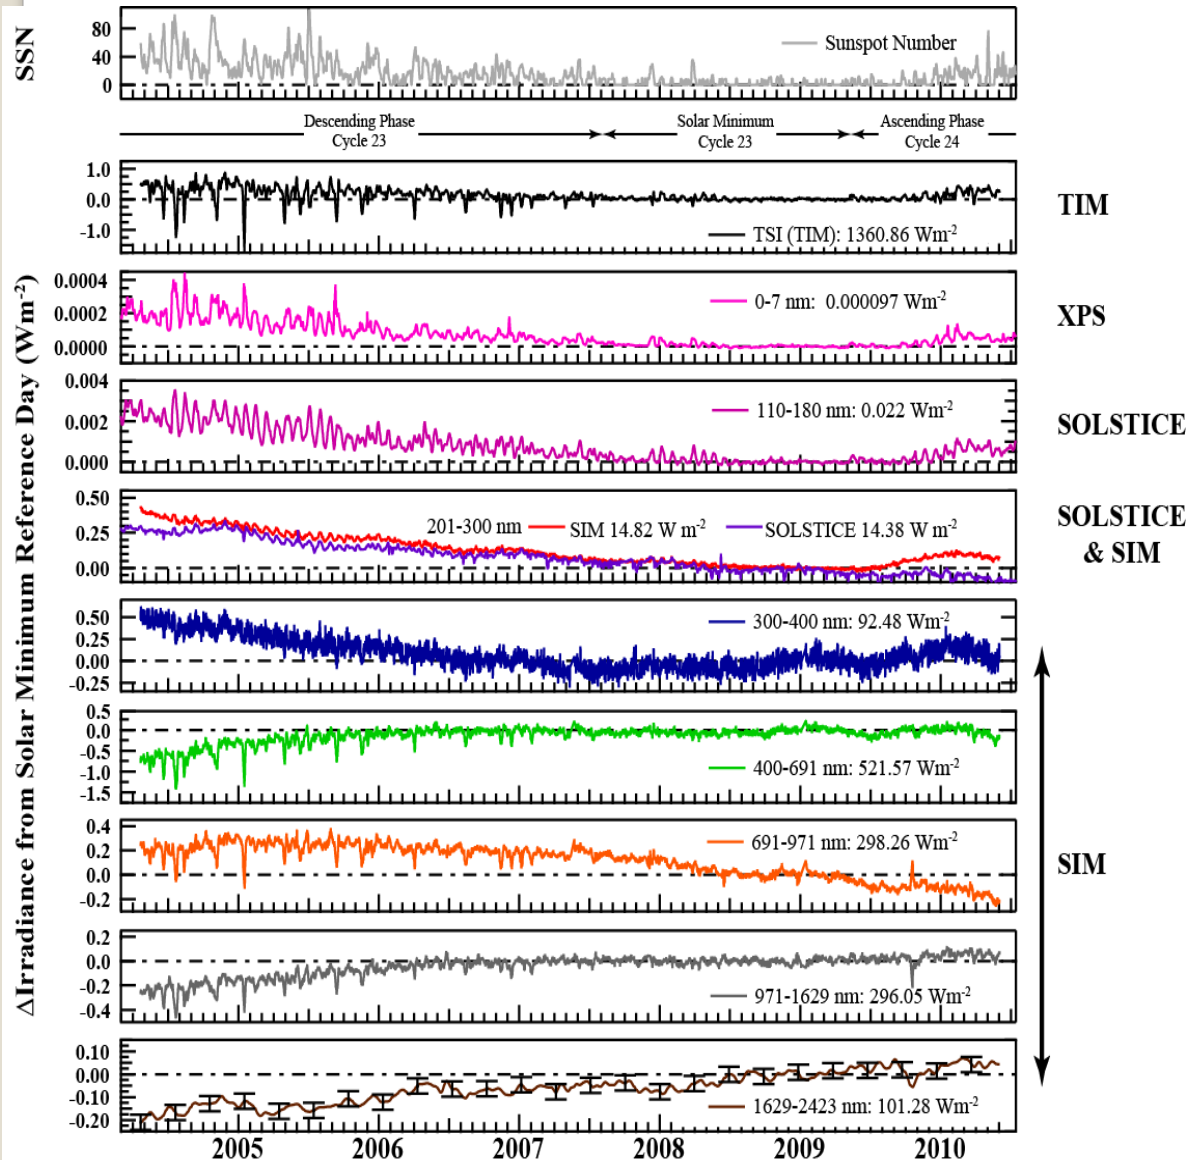 SSN
80
40
0
Sunspot Number
Descending Phase
Cycle 23
Solar Minimum
Cycle 23
Ascending Phase
Cycle 24
ΔIrradiance from Solar Minimum Reference Day (Wm-2)
1.0
0.0
-1.0
TSI (TIM): 1360.86 Wm-2
TIM
0.0004
0.0002
0.0000
0-7 nm: 0.000097 Wm-2
XPS
0.004
0.002
0.000
110-180 nm: 0.022 Wm-2
SOLSTICE
0.50
0.25
0.00
201-300 nm SIM 14.82 W m-2 SOLSTICE 14.38 W m-2
SOLSTICE
& SIM
0.50
0.25
0.00
-0.25
300-400 nm: 92.48 Wm-2
0.5
0.0
-0.5
-1.0
-1.5
400-691 nm: 521.57 Wm-2
0.4
0.2
0.0
-0.2
691-971 nm: 298.26 Wm-2
SIM
0.2
0.0
-0.2
-0.4
971-1629 nm: 296.05 Wm-2
0.10
0.00
-0.10
-0.20
1629-2423 nm: 101.28 Wm-2
2005 2006 2007 2008 2009 2010